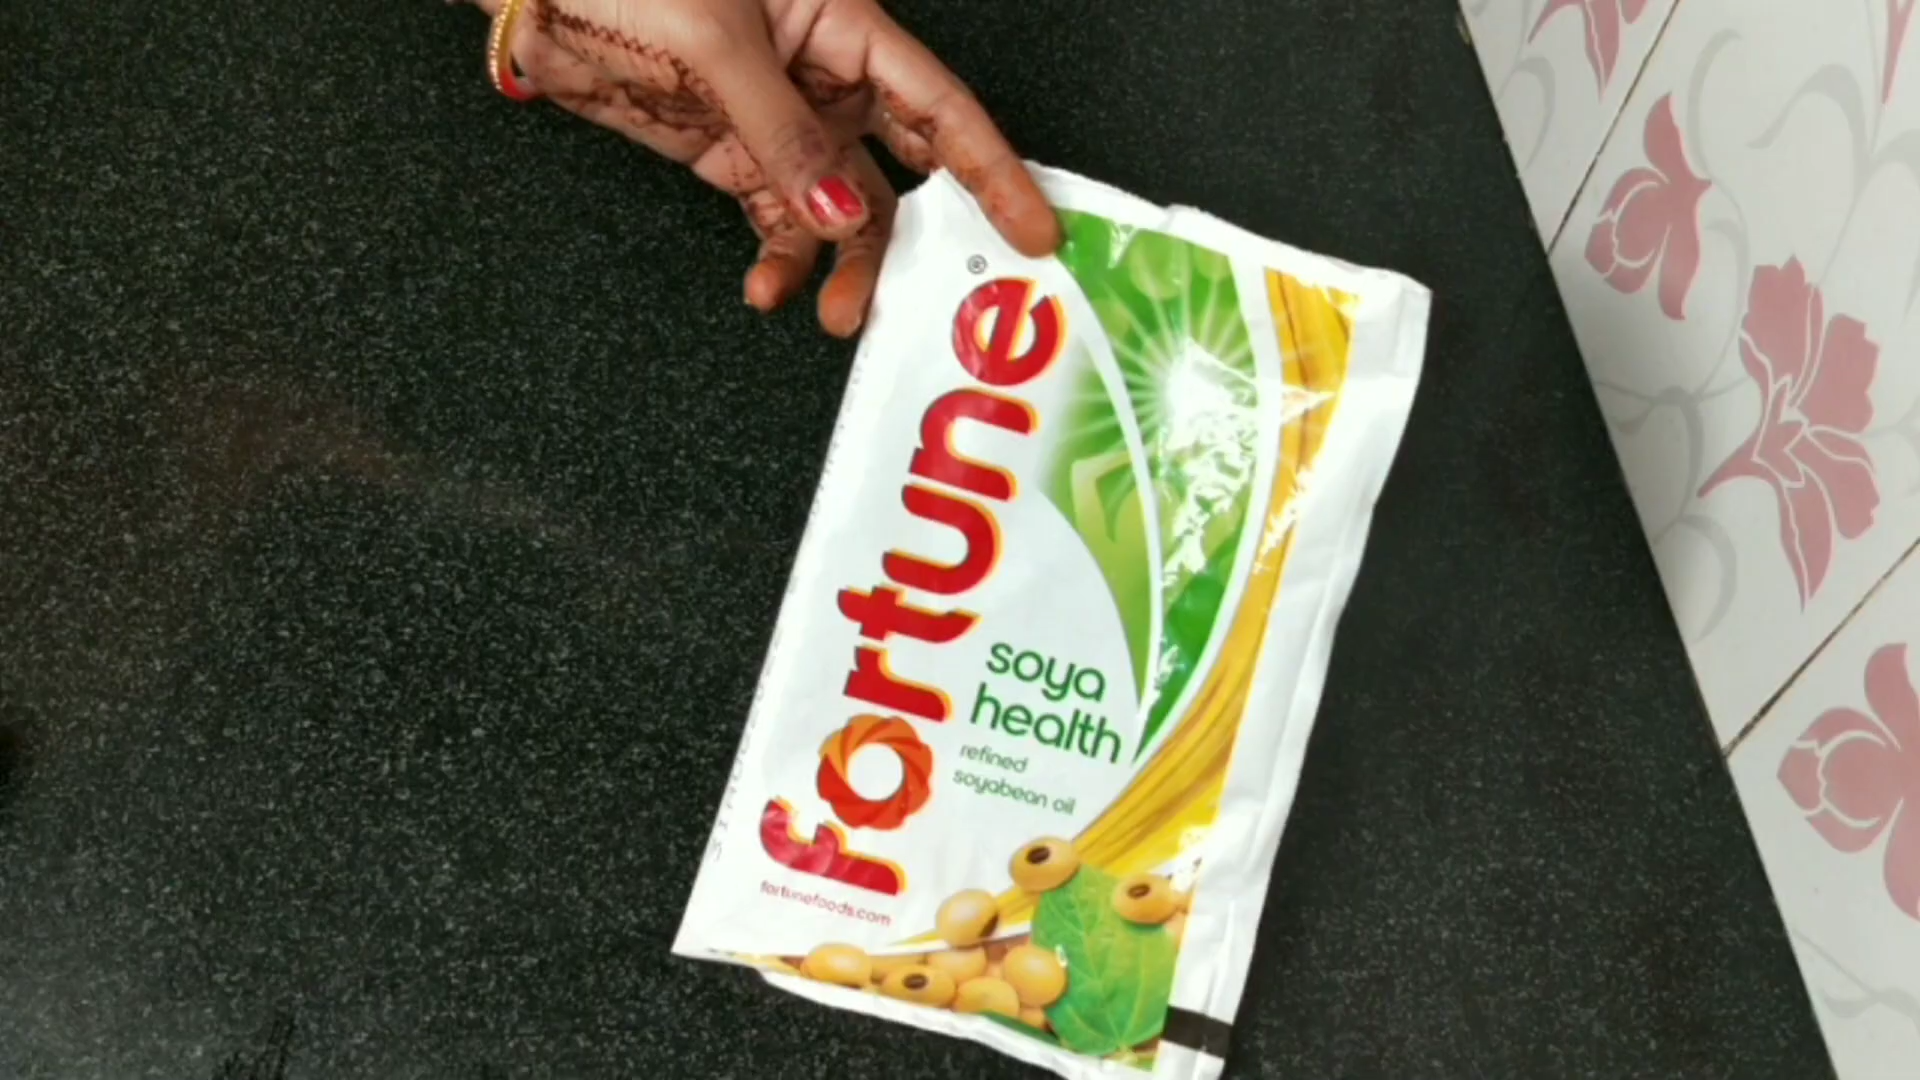 fortune®
soya
health
refined
soyabean oil
fortunefoods.com